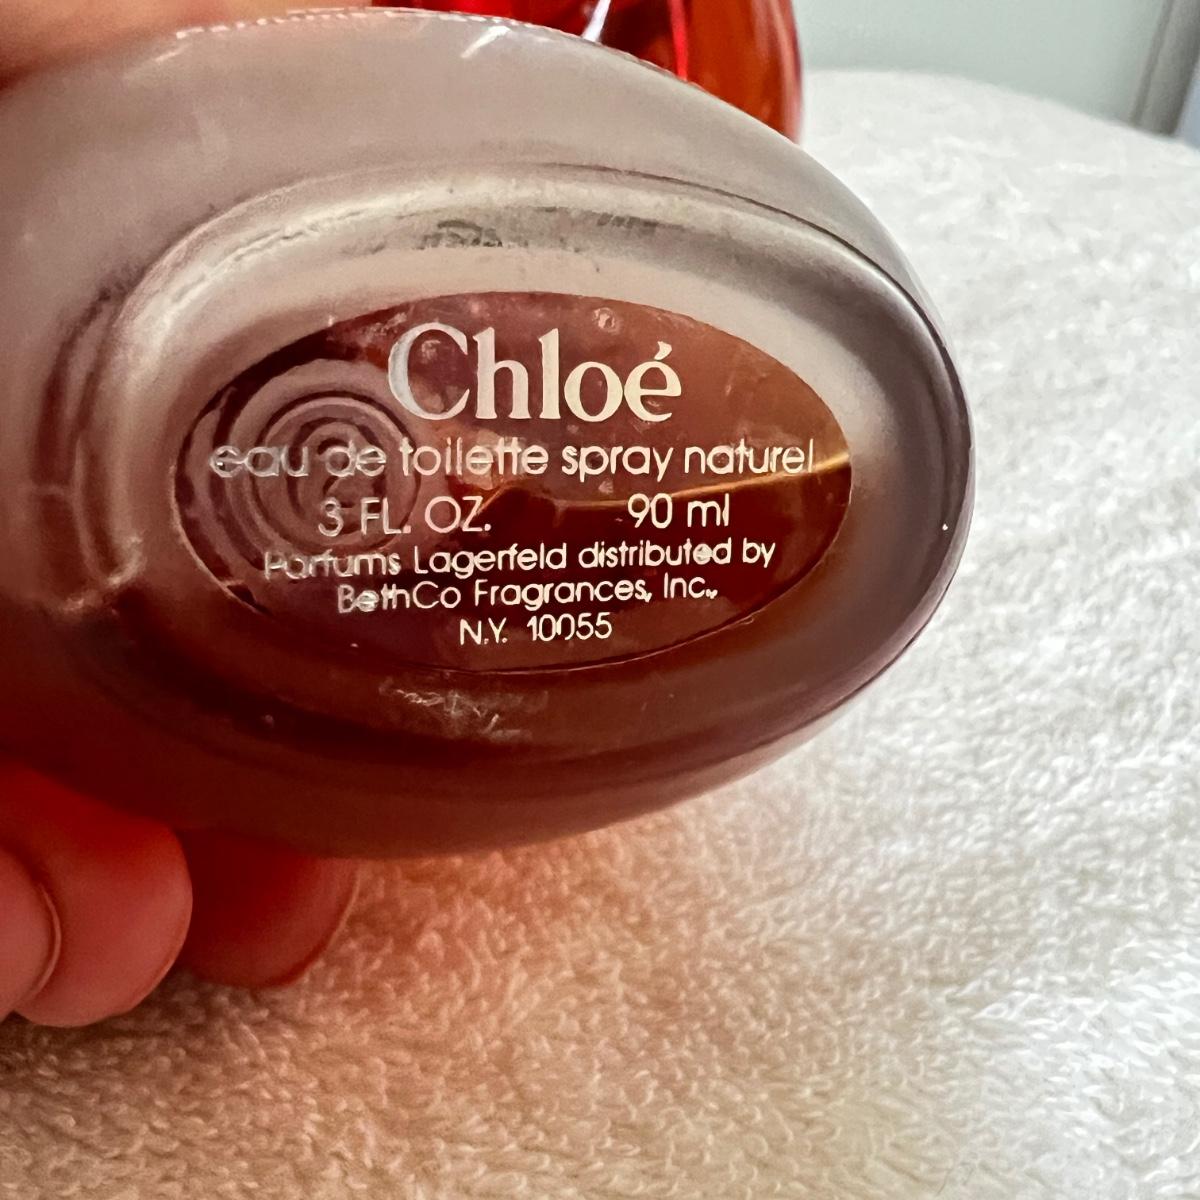 Chloé
eau de toilette spray naturel
3 FL. OZ. 90 ml
Parfums Lagerfeld distributed by
BethCo Fragrances, Inc.,
N.Y. 10055